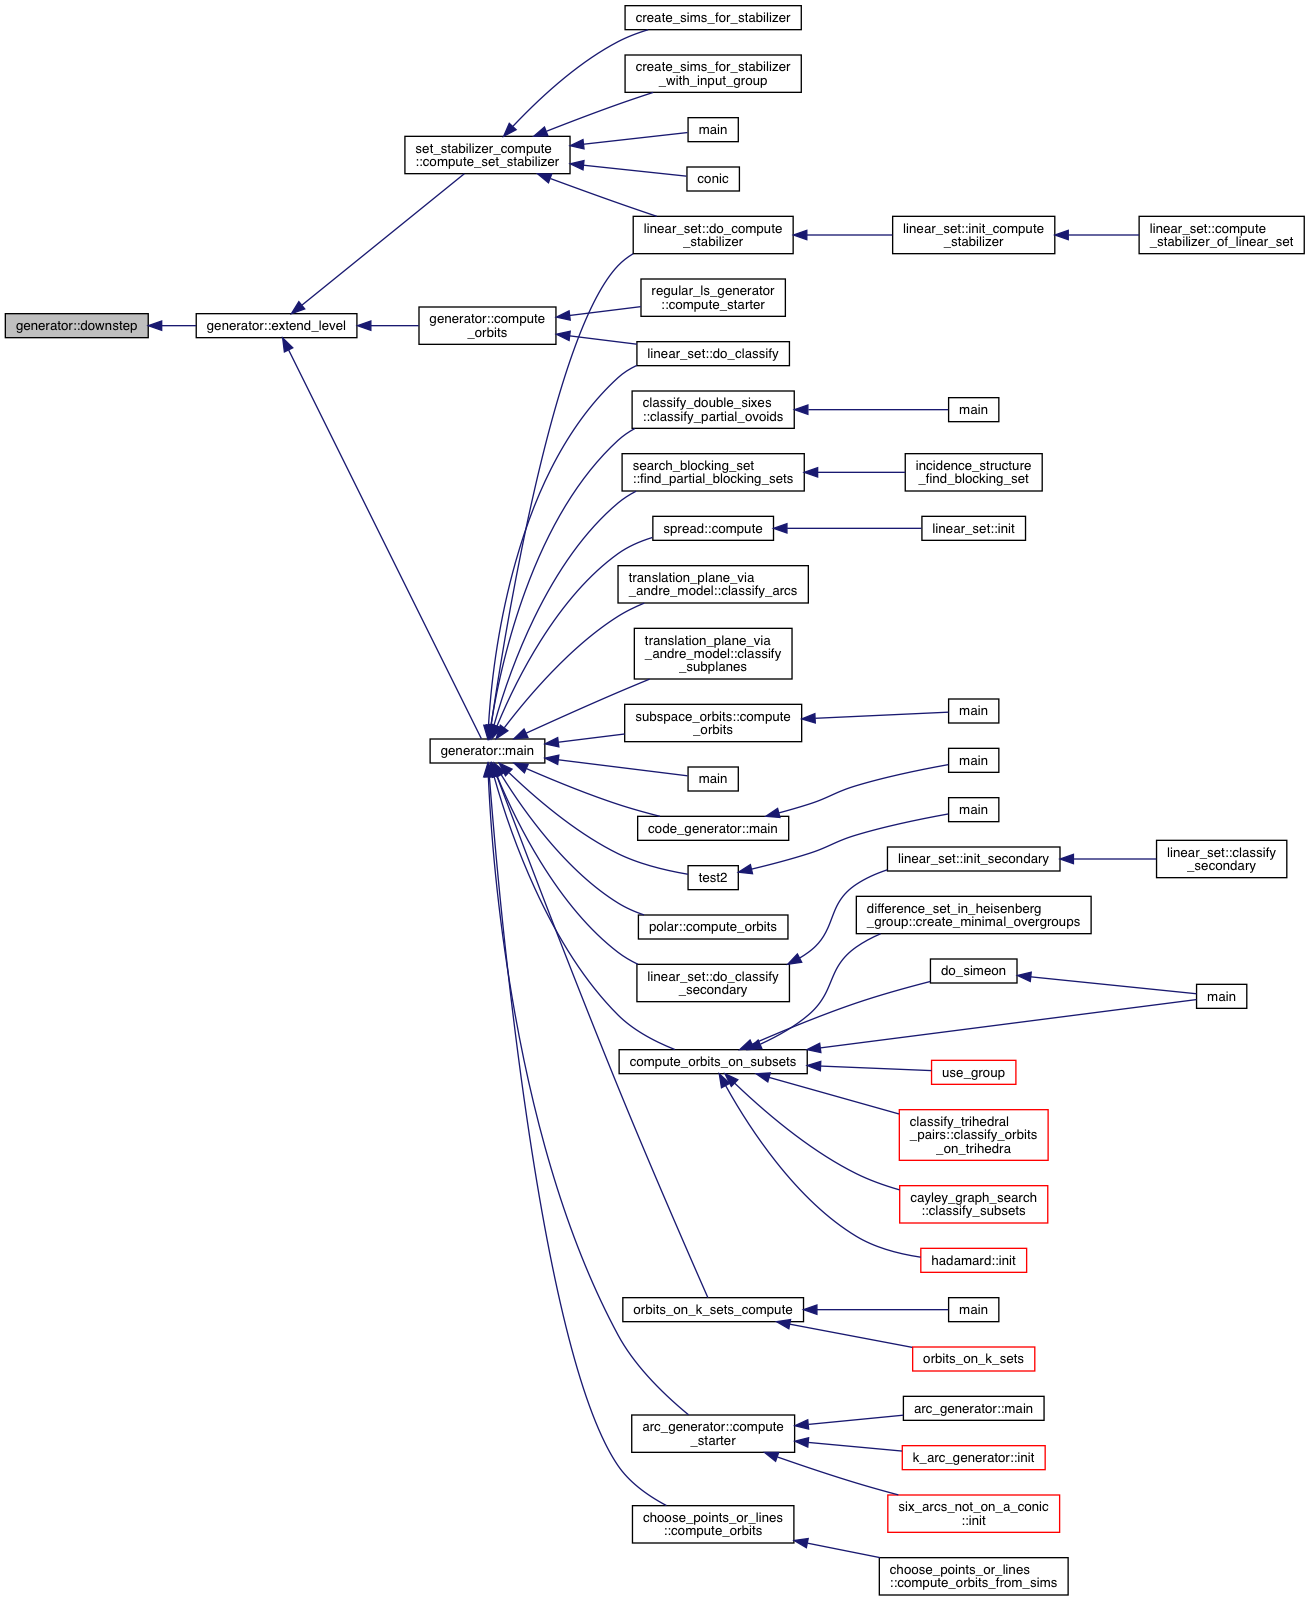 create_sims_for_stabilizer
create_sims_for_stabilizer
_with_input_group
main
set_stabilizer_compute
::compute_set_stabilizer
conic
linear_set::do_compute
_stabilizer
linear_set::init_compute
_stabilizer
linear_set::compute
_stabilizer_of_linear_set
regular_ls_generator
::compute_starter
generator::downstep
generator::extend_level
generator::compute
_orbits
linear_set::do_classify
classify_double_sixes
::classify_partial_ovoids
main
search_blocking_set
::find_partial_blocking_sets
incidence_structure
_find_blocking_set
spread::compute
linear_set::init
translation_plane_via
_andre_model::classify_arcs
translation_plane_via
_andre_model::classify
_subplanes
subspace_orbits::compute
_orbits
main
generator::main
main
main
code_generator::main
main
test2
linear_set::init_secondary
linear_set::classify
_secondary
difference_set_in_heisenberg
_group::create_minimal_overgroups
polar::compute_orbits
linear_set::do_classify
_secondary
do_simeon
main
compute_orbits_on_subsets
use_group
classify_trihedral
_pairs::classify_orbits
_on_trihedra
cayley_graph_search
::classify_subsets
hadamard::init
orbits_on_k_sets_compute
main
orbits_on_k_sets
arc_generator::compute
_starter
arc_generator::main
k_arc_generator::init
six_arcs_not_on_a_conic
::init
choose_points_or_lines
::compute_orbits
choose_points_or_lines
::compute_orbits_from_sims